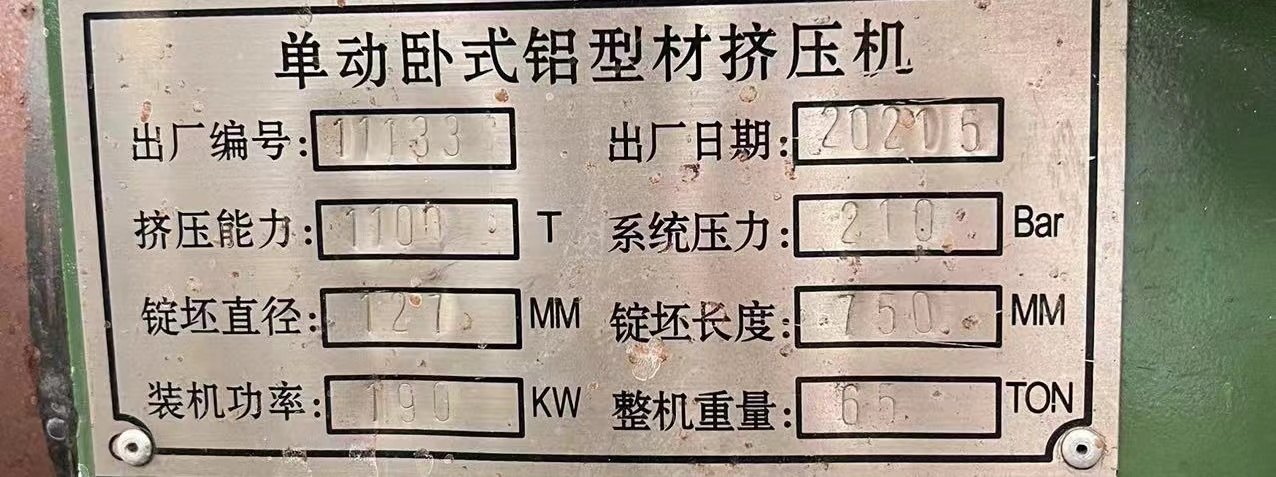 单动卧式铝型材挤压机
出厂编号: 11133 出厂日期: 2021 5
挤压能力: 1100 T 系统压力: 210 Bar
锭坯直径: 127 MM 锭坯长度: 750 MM
装机功率: 190 KW 整机重量: 65 TON